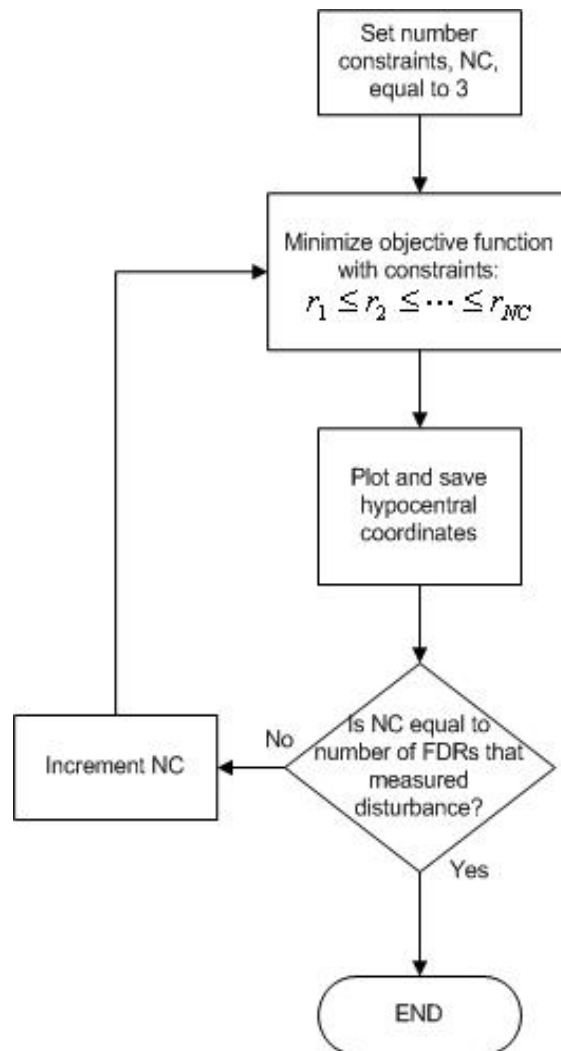 Set number
constraints, NC,
equal to 3
Minimize objective function
with constraints:
r₁ ≤ r₂ ≤ ⋯ ≤ r_NC
Plot and save
hypocentral
coordinates
Is NC equal to
number of FDRs that
measured
disturbance?
No
Increment NC
Yes
END